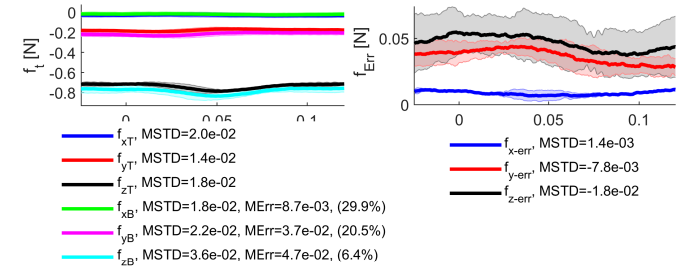 0
-0.2
-0.4
-0.6
-0.8
f_t [N]
0 0.05 0.1
f_xT, MSTD=2.0e-02
f_yT, MSTD=1.4e-02
f_zT, MSTD=1.8e-02
f_xB, MSTD=1.8e-02, MErr=8.7e-03, (29.9%)
f_yB, MSTD=2.2e-02, MErr=3.7e-02, (20.5%)
f_zB, MSTD=3.6e-02, MErr=4.7e-02, (6.4%)
0.05
0
f_Err [N]
0 0.05 0.1
f_x-err, MSTD=1.4e-03
f_y-err, MSTD=-7.8e-03
f_z-err, MSTD=-1.8e-02